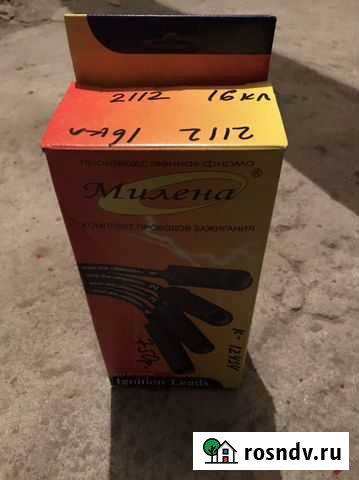 2112 16кл
2112 16кл
ПРОИЗВОДСТВЕННАЯ ФИРМА
Милена®
КОМПЛЕКТ ПРОВОДОВ ЗАЖИГАНИЯ
Ignition Leads
rosndv.ru